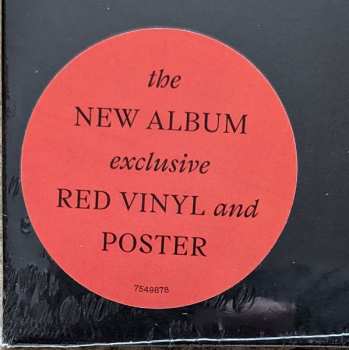 the
NEW ALBUM
exclusive
RED VINYL and
POSTER
7549878